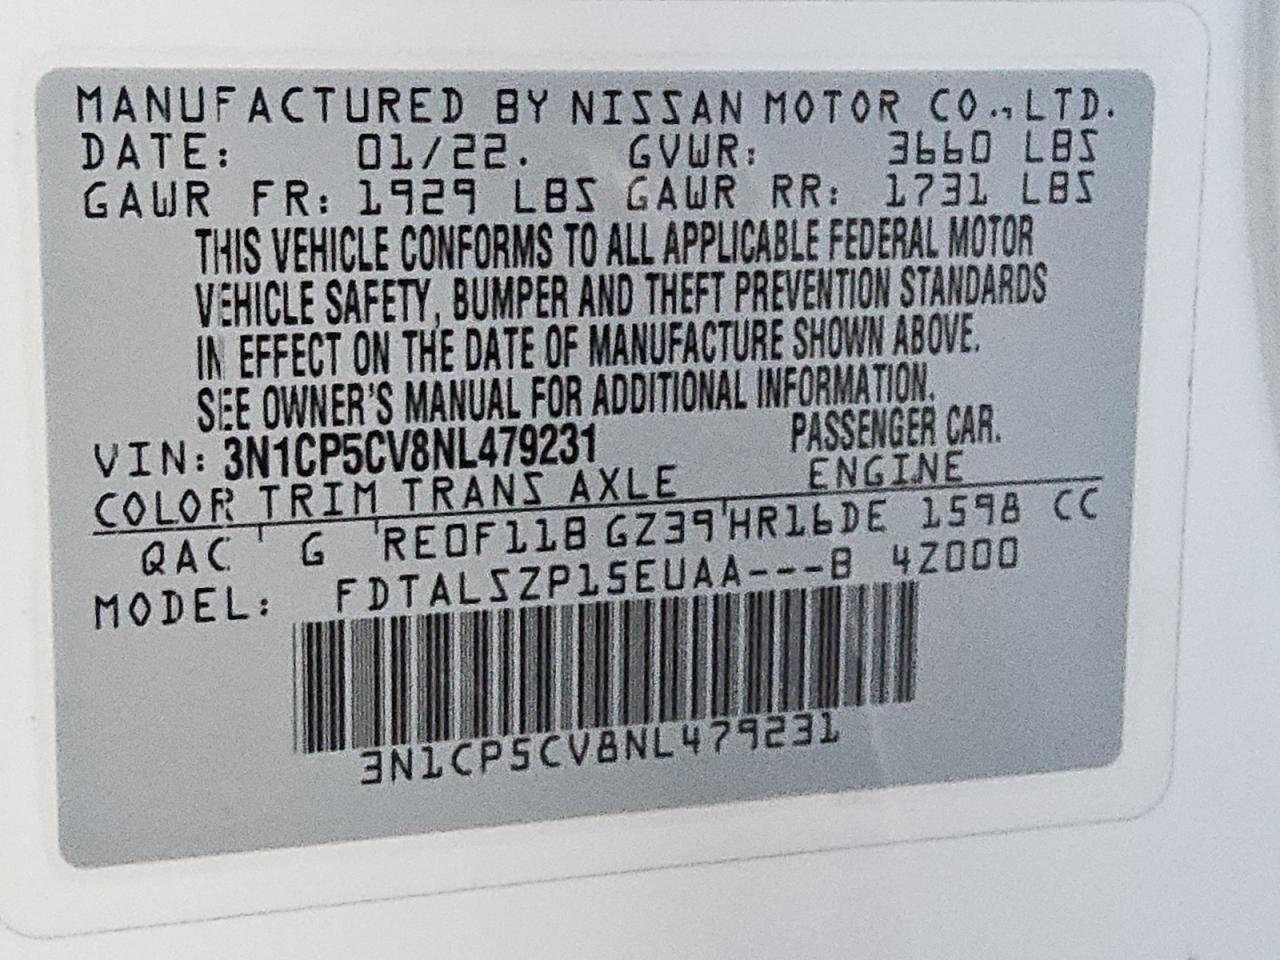 MANUFACTURED BY NISSAN MOTOR CO., LTD.
DATE: 01/22. GVWR: 3660 LBS
GAWR FR: 1929 LBS GAWR RR: 1731 LBS
THIS VEHICLE CONFORMS TO ALL APPLICABLE FEDERAL MOTOR
VEHICLE SAFETY, BUMPER AND THEFT PREVENTION STANDARDS
IN EFFECT ON THE DATE OF MANUFACTURE SHOWN ABOVE.
SEE OWNER'S MANUAL FOR ADDITIONAL INFORMATION.
VIN: 3N1CP5CV8NL479231 PASSENGER CAR.
COLOR TRIM TRANS AXLE ENGINE
QAC G RE0F11B GZ39 HR16DE 1598 CC
MODEL: FDTALSZP15EUAA---B 4Z000
3N1CP5CV8NL479231